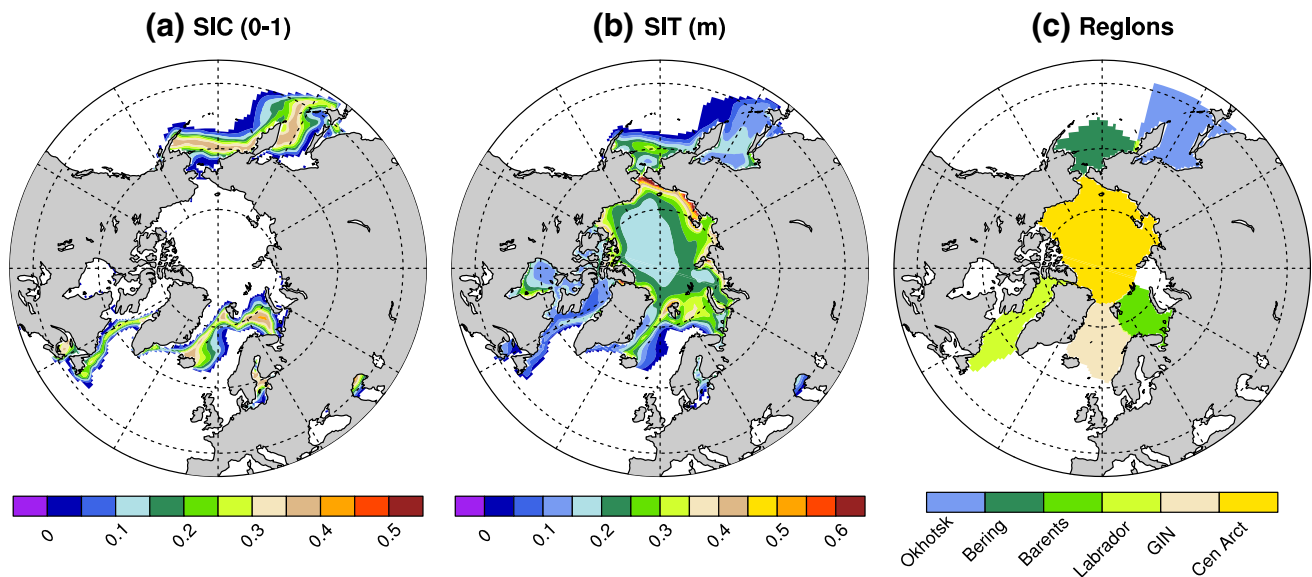 (a) SIC (0-1)
(b) SIT (m)
(c) RegIons
0 0.1 0.2 0.3 0.4 0.5
0 0.1 0.2 0.3 0.4 0.5 0.6
Okhotsk Bering Barents Labrador GIN Cen Arct